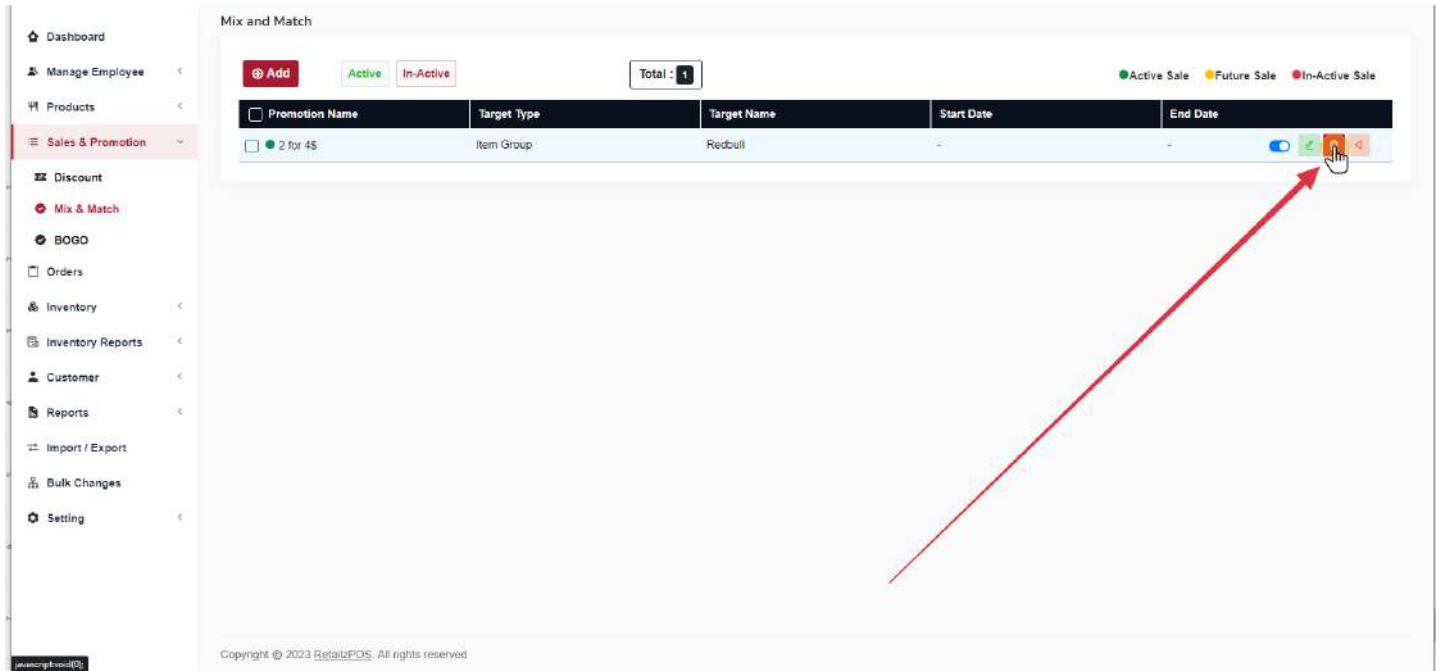 Mix and Match
Dashboard
Manage Employee
Products
Sales & Promotion
Discount
Mix & Match
BOGO
Orders
Inventory
Inventory Reports
Customer
Reports
Import / Export
Bulk Changes
Setting
Add Active In-Active Total : 1 Active Sale Future Sale In-Active Sale
Promotion Name Target Type Target Name Start Date End Date
2 for 4$ Item Group Redbull - -
Copyright © 2023 RetailzPOS. All rights reserved
javascript:void(0);